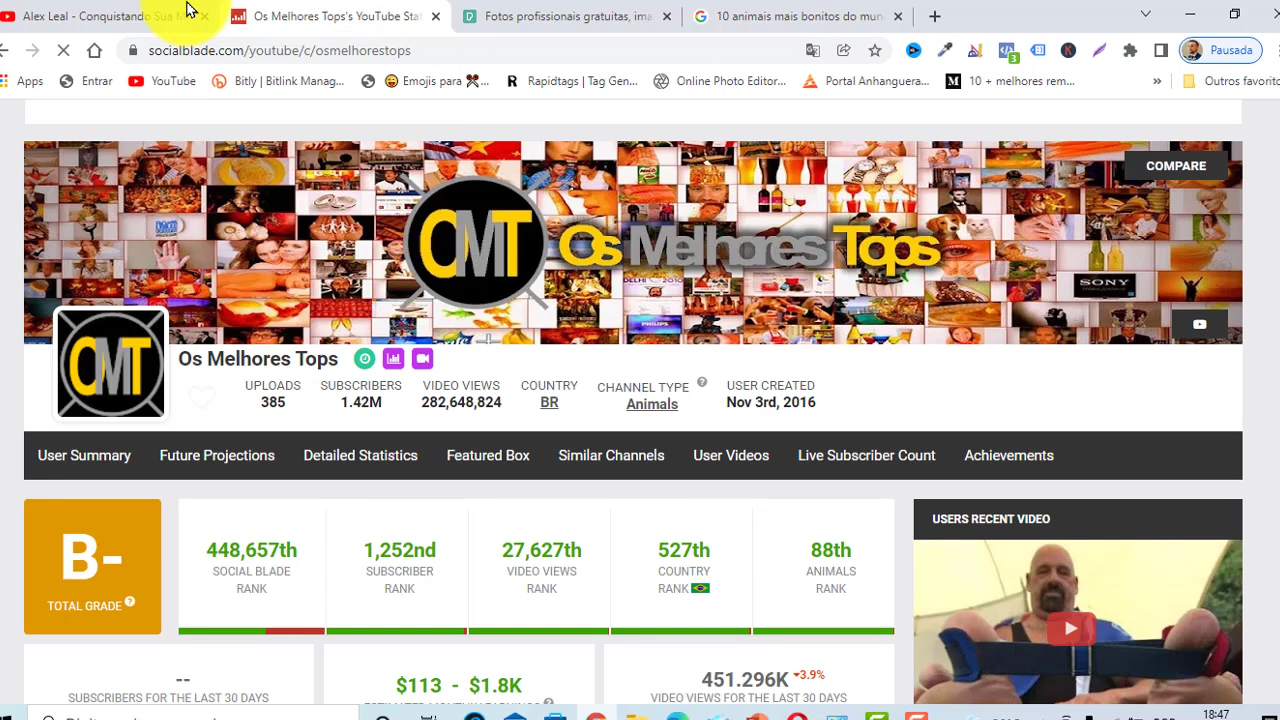 Alex Leal - Conquistando Sua
Os Melhores Tops's YouTube Stat
Fotos profissionais gratuitas, ima
10 animais mais bonitos do mun
socialblade.com/youtube/c/osmelhorestops
3
Pausada
Apps
Entrar
YouTube
Bitly | Bitlink Manag...
Emojis para
Rapidtags | Tag Gen...
Online Photo Editor...
Portal Anhanguera...
10 + melhores rem...
»
Outros favorito
COMPARE
OMT Os Melhores Tops
SONY
PHILIPS
OMT
Os Melhores Tops
UPLOADS
385
SUBSCRIBERS
1.42M
VIDEO VIEWS
282,648,824
COUNTRY
BR
CHANNEL TYPE
Animals
USER CREATED
Nov 3rd, 2016
User Summary
Future Projections
Detailed Statistics
Featured Box
Similar Channels
User Videos
Live Subscriber Count
Achievements
B-
TOTAL GRADE
448,657th
SOCIAL BLADE
RANK
1,252nd
SUBSCRIBER
RANK
27,627th
VIDEO VIEWS
RANK
527th
COUNTRY
RANK
88th
ANIMALS
RANK
USERS RECENT VIDEO
--
SUBSCRIBERS FOR THE LAST 30 DAYS
$113 - $1.8K
451.296K -3.9%
VIDEO VIEWS FOR THE LAST 30 DAYS
18:47